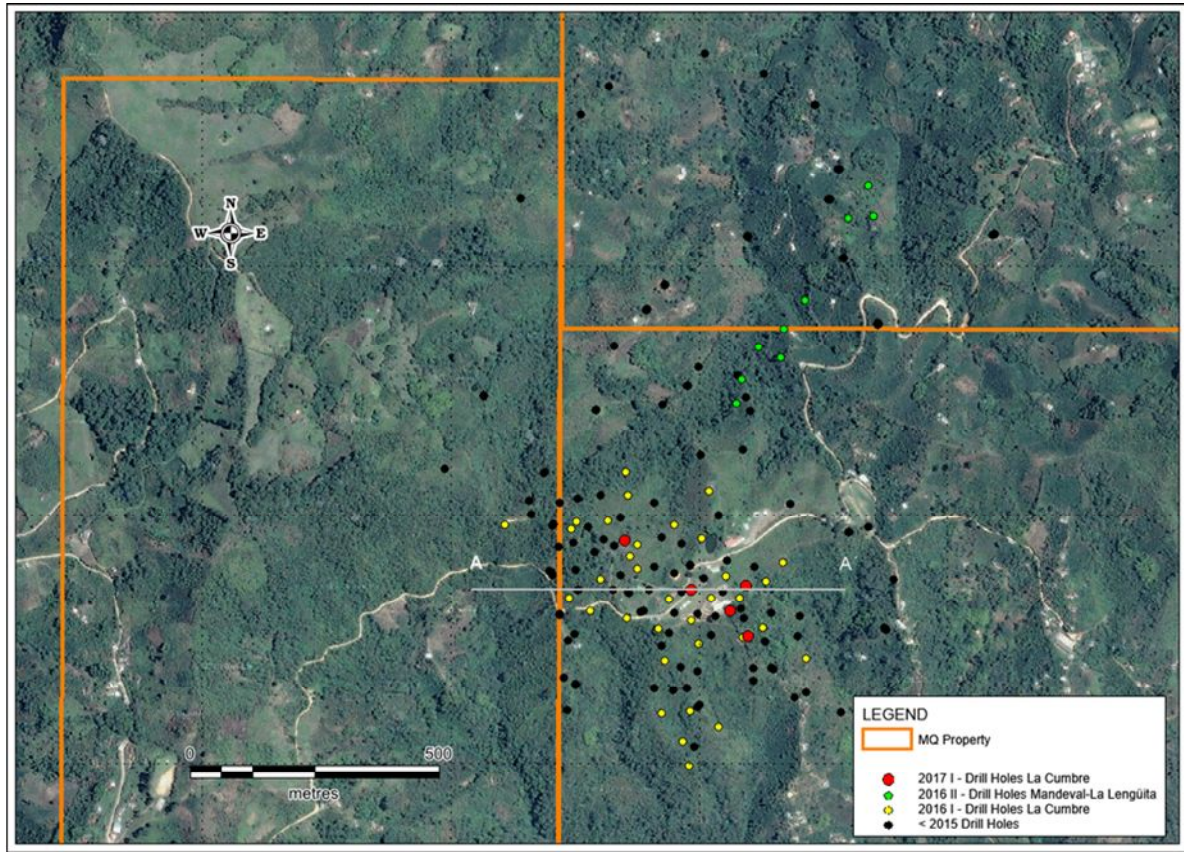 N
W E
S
A A
0 500
metres
LEGEND
MQ Property
2017 I - Drill Holes La Cumbre
2016 II - Drill Holes Mandeval-La Lengüita
2016 I - Drill Holes La Cumbre
< 2015 Drill Holes